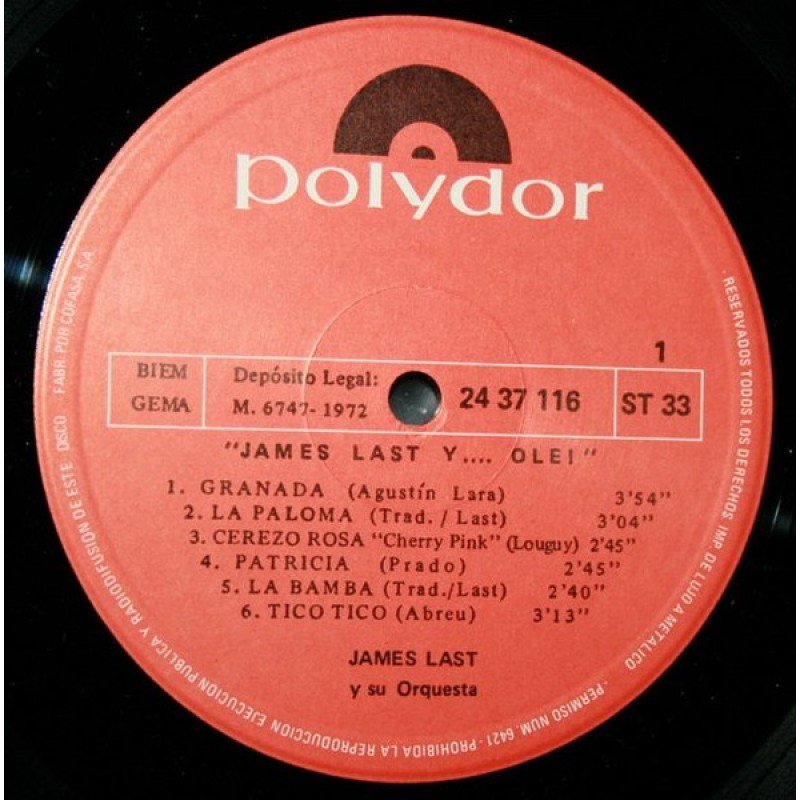 polydor
1
BIEM
GEMA
Depósito Legal:
M. 6747-1972
24 37 116
ST 33
"JAMES LAST Y.... OLE!"
1. GRANADA (Agustín Lara) 3'54"
2. LA PALOMA (Trad. / Last) 3'04"
3. CEREZO ROSA "Cherry Pink" (Louguy) 2'45"
4. PATRICIA (Prado) 2'45"
5. LA BAMBA (Trad./Last) 2'40"
6. TICO TICO (Abreu) 3'13"
JAMES LAST
y su Orquesta
· RESERVADOS TODOS LOS DERECHOS. IMP. DE LUJO A METALICO · PERMISO NUM. 6421 - PROHIBIDA LA REPRODUCCION EJECUCION PUBLICA Y RADIODIFUSION DE ESTE DISCO FABR. POR COFASA, S.A.